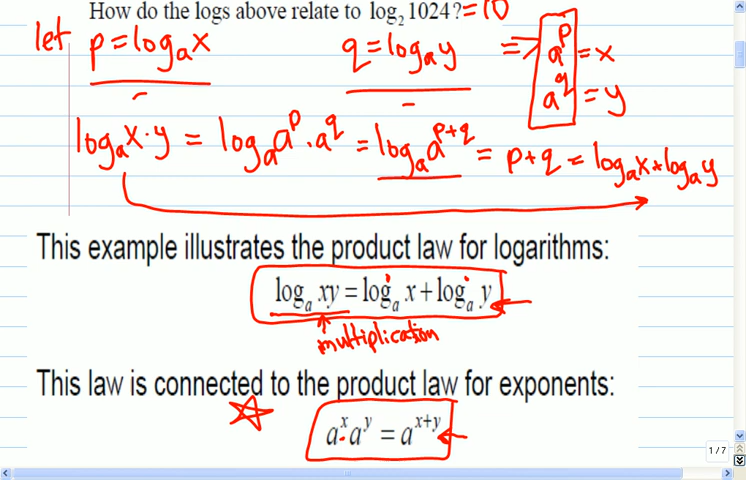 How do the logs above relate to log₂ 1024? = 10
let p = logₐx q = logₐy ⇒ aᵖ = x
a^q = y
logₐx·y = logₐaᵖ·a^q = logₐa^(p+q) = p+q = logₐx + logₐy
This example illustrates the product law for logarithms:
logₐ xy = logₐ x + logₐ y
multiplication
This law is connected to the product law for exponents:
aˣ·aʸ = aˣ⁺ʸ
1 / 7